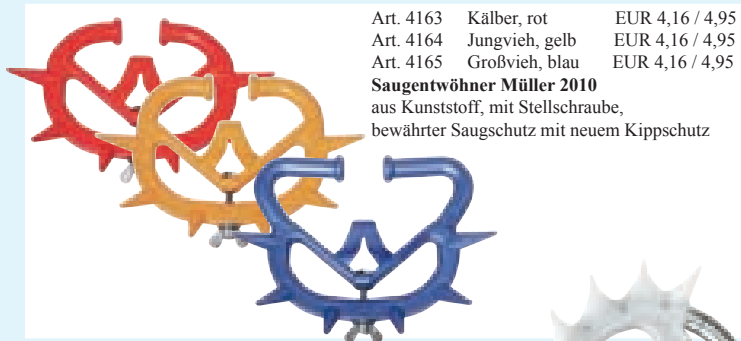 Art. 4163 Kälber, rot EUR 4,16 / 4,95
Art. 4164 Jungvieh, gelb EUR 4,16 / 4,95
Art. 4165 Großvieh, blau EUR 4,16 / 4,95
Saugentwöhner Müller 2010
aus Kunststoff, mit Stellschraube,
bewährter Saugschutz mit neuem Kippschutz